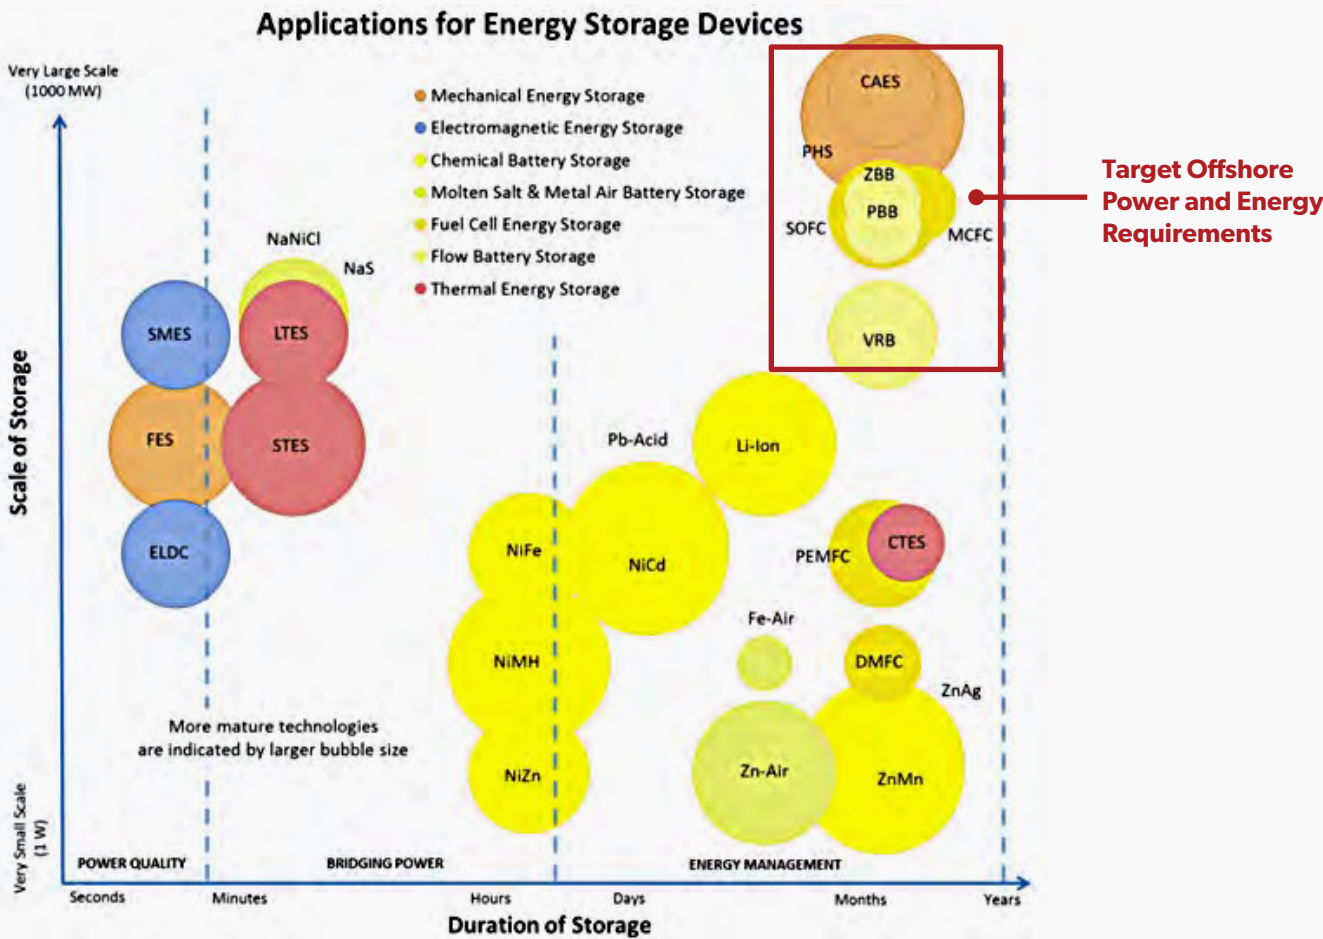 Applications for Energy Storage Devices
Very Large Scale
(1000 MW)
Mechanical Energy Storage
Electromagnetic Energy Storage
Chemical Battery Storage
Molten Salt & Metal Air Battery Storage
Fuel Cell Energy Storage
Flow Battery Storage
Thermal Energy Storage
CAES
PHS
ZBB
PBB
SOFC
MCFC
VRB
Target Offshore
Power and Energy
Requirements
NaNiCl
NaS
SMES
LTES
FES
STES
ELDC
Pb-Acid
Li-Ion
NiFe
NiCd
PEMFC
CTES
Fe-Air
NiMH
DMFC
ZnAg
NiZn
Zn-Air
ZnMn
More mature technologies
are indicated by larger bubble size
Scale of Storage
Very Small Scale
(1 W)
POWER QUALITY
BRIDGING POWER
ENERGY MANAGEMENT
Seconds
Minutes
Hours
Days
Months
Years
Duration of Storage